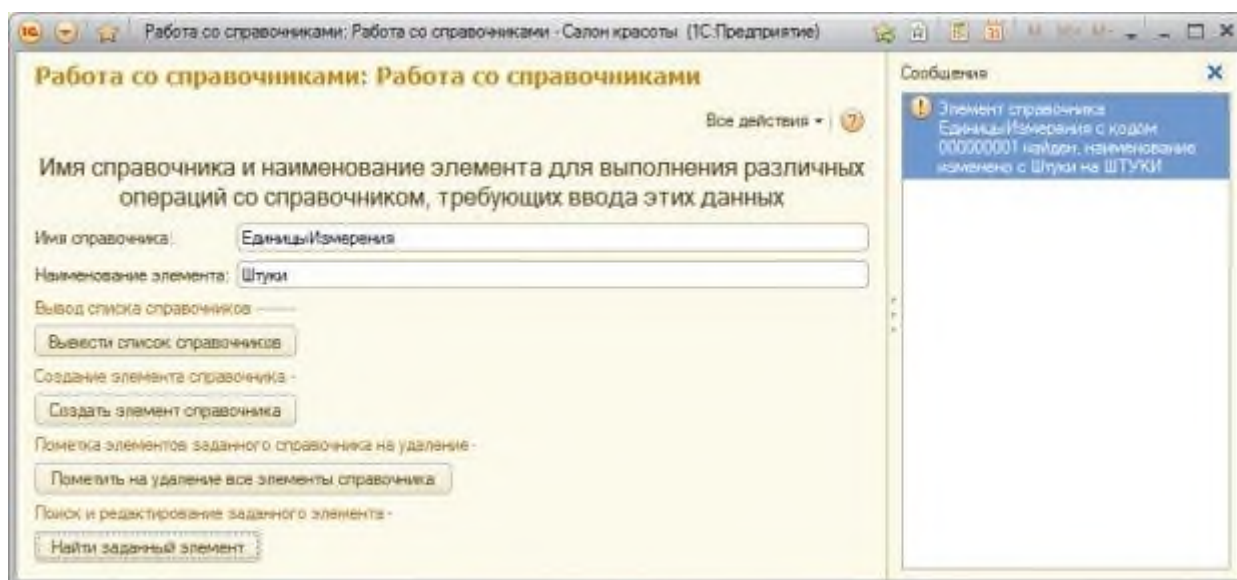 Работа со справочниками: Работа со справочниками - Салон красоты (1С:Предприятие)
Работа со справочниками: Работа со справочниками
Все действия
Имя справочника и наименование элемента для выполнения различных
операций со справочником, требующих ввода этих данных
Имя справочника: ЕдиницыИзмерения
Наименование элемента: Штуки
Вывод списка справочников
Вывести список справочников
Создание элемента справочника
Создать элемент справочника
Пометка элементов заданного справочника на удаление
Пометить на удаление все элементы справочника
Поиск и редактирование заданного элемента
Найти заданный элемент
Сообщения
Элемент справочника
ЕдиницыИзмерения с кодом
000000001 найден, наименование
изменено с Штуки на ШТУКИ